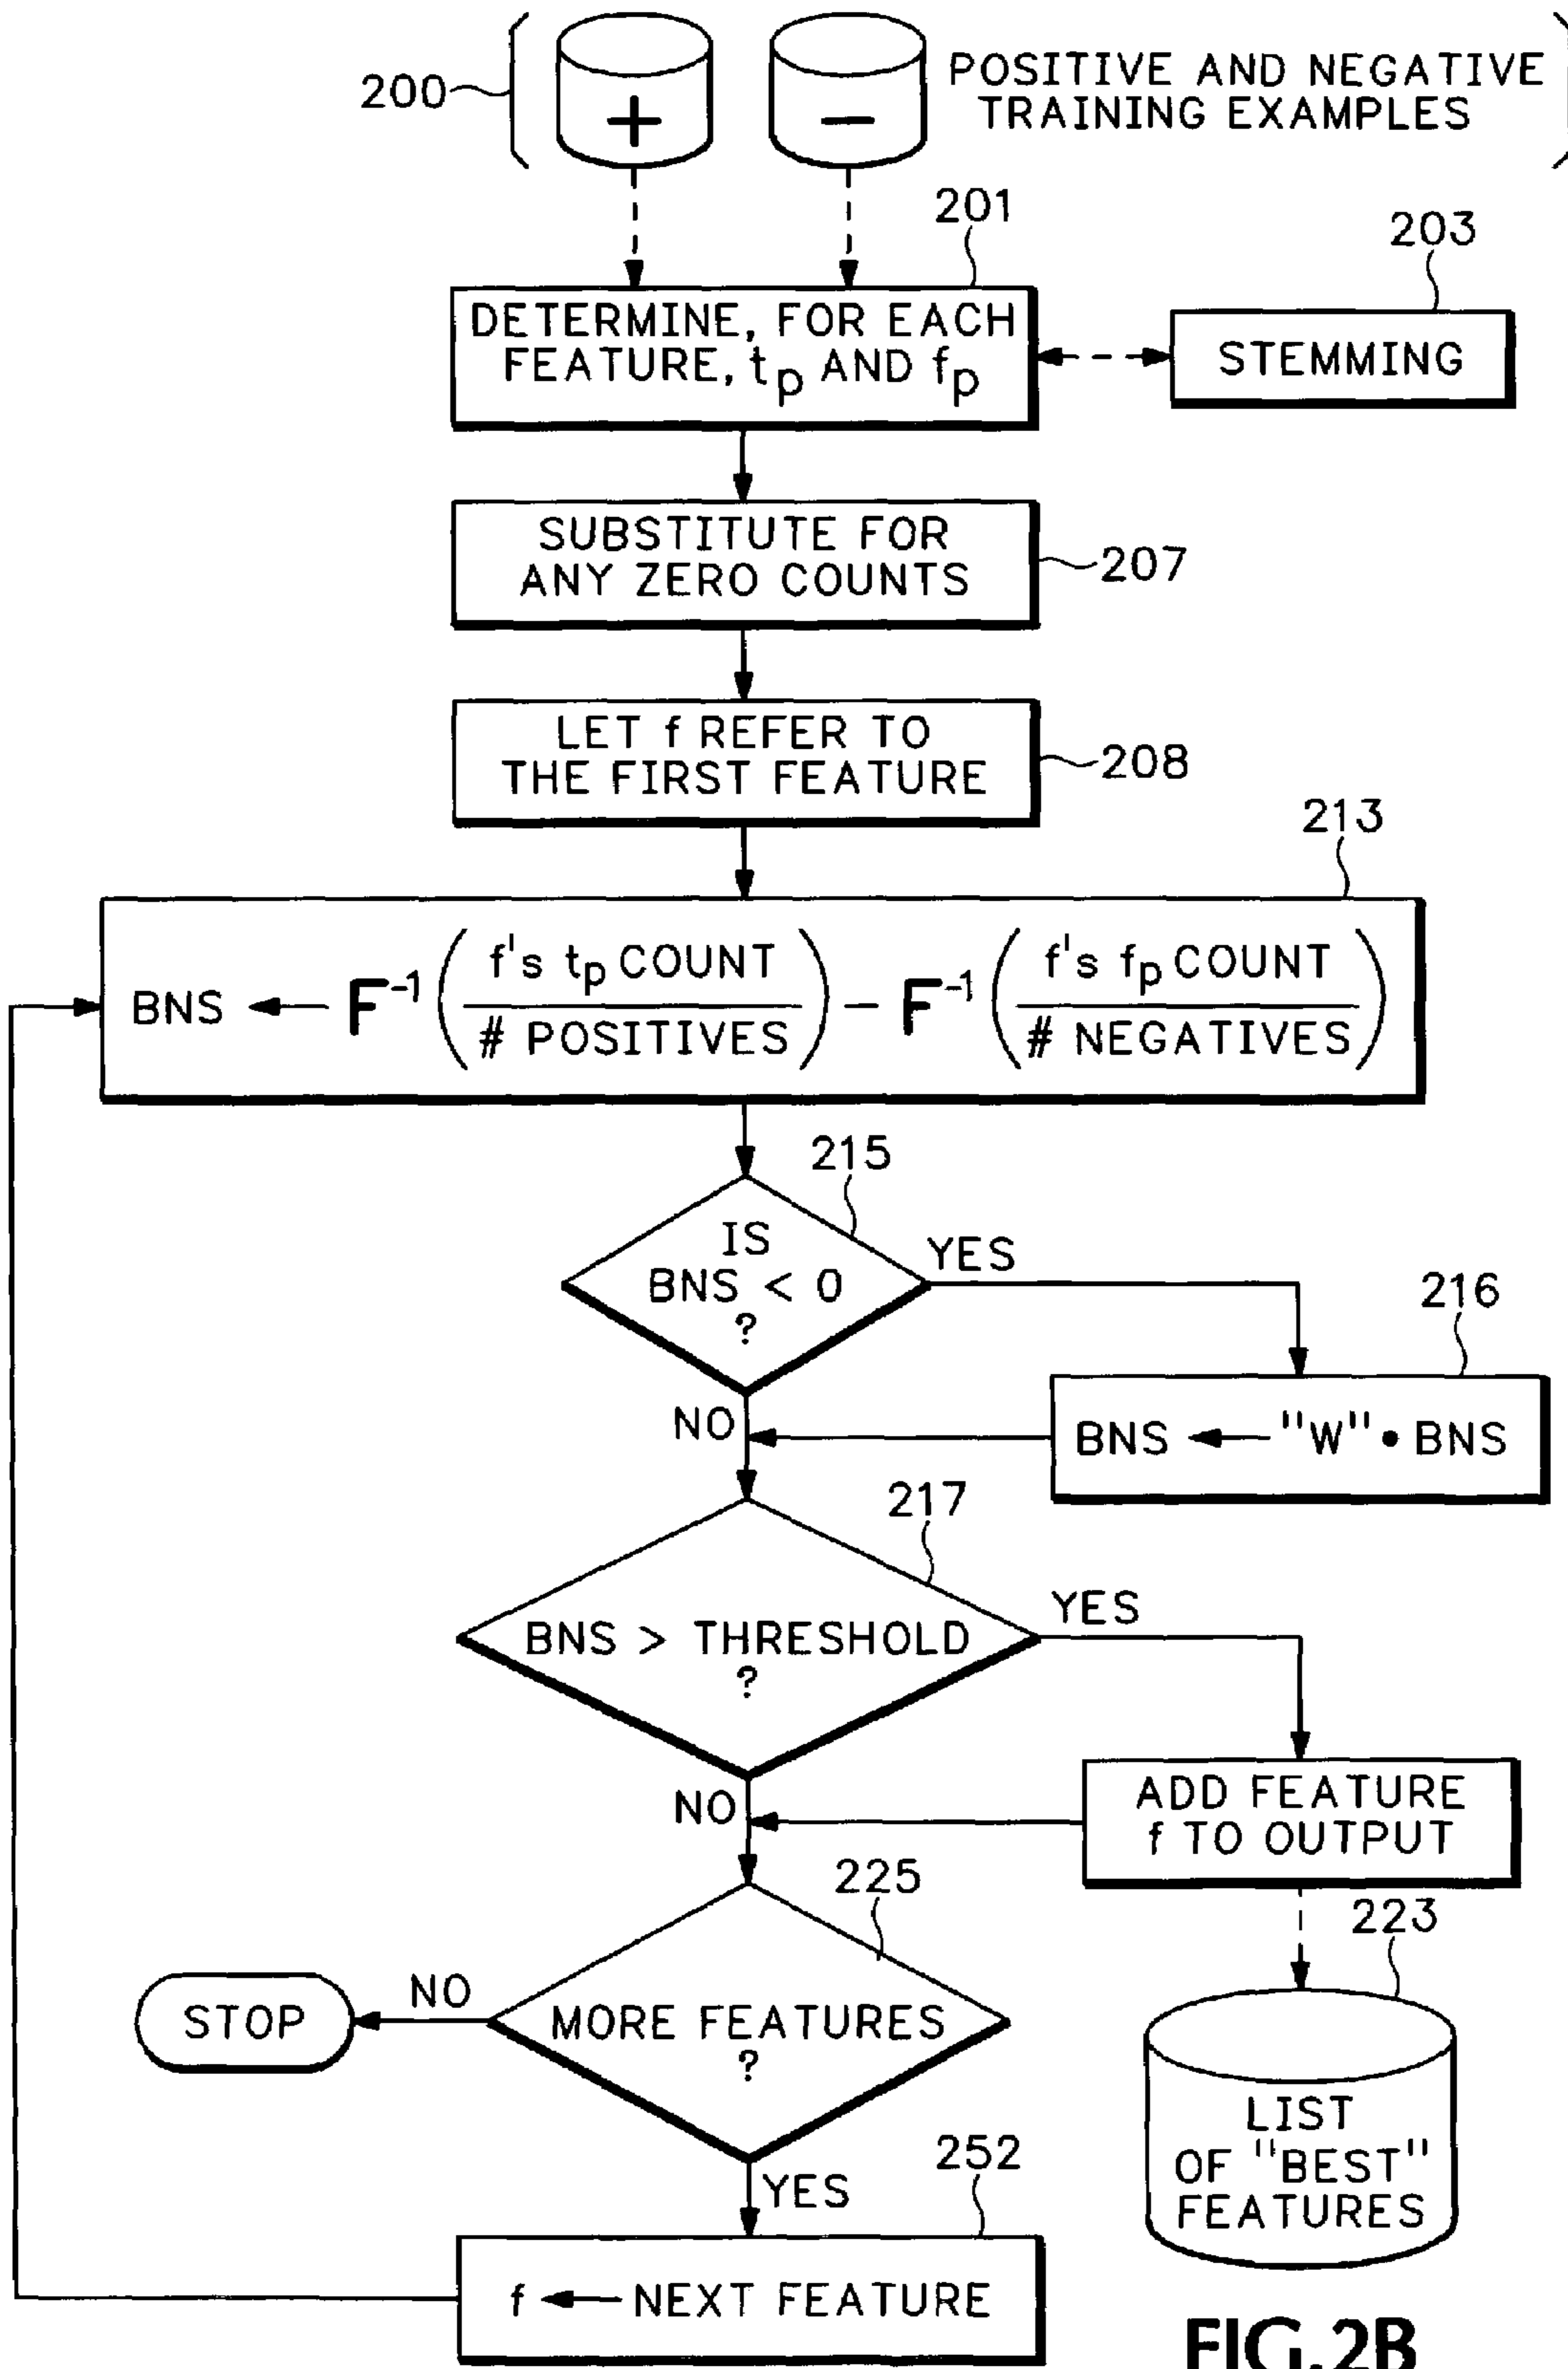 200
+
−
POSITIVE AND NEGATIVE
TRAINING EXAMPLES
201
203
DETERMINE, FOR EACH
FEATURE, tp AND fp
STEMMING
SUBSTITUTE FOR
ANY ZERO COUNTS
207
LET f REFER TO
THE FIRST FEATURE
208
213
BNS ← F⁻¹ ( f's tp COUNT / # POSITIVES ) − F⁻¹ ( f's fp COUNT / # NEGATIVES )
215
IS
BNS < 0
?
YES
216
NO
BNS ← "W" • BNS
217
BNS > THRESHOLD
?
YES
NO
ADD FEATURE
f TO OUTPUT
225
223
STOP
NO
MORE FEATURES
?
LIST
OF "BEST"
FEATURES
YES
252
f ← NEXT FEATURE
FIG.2B